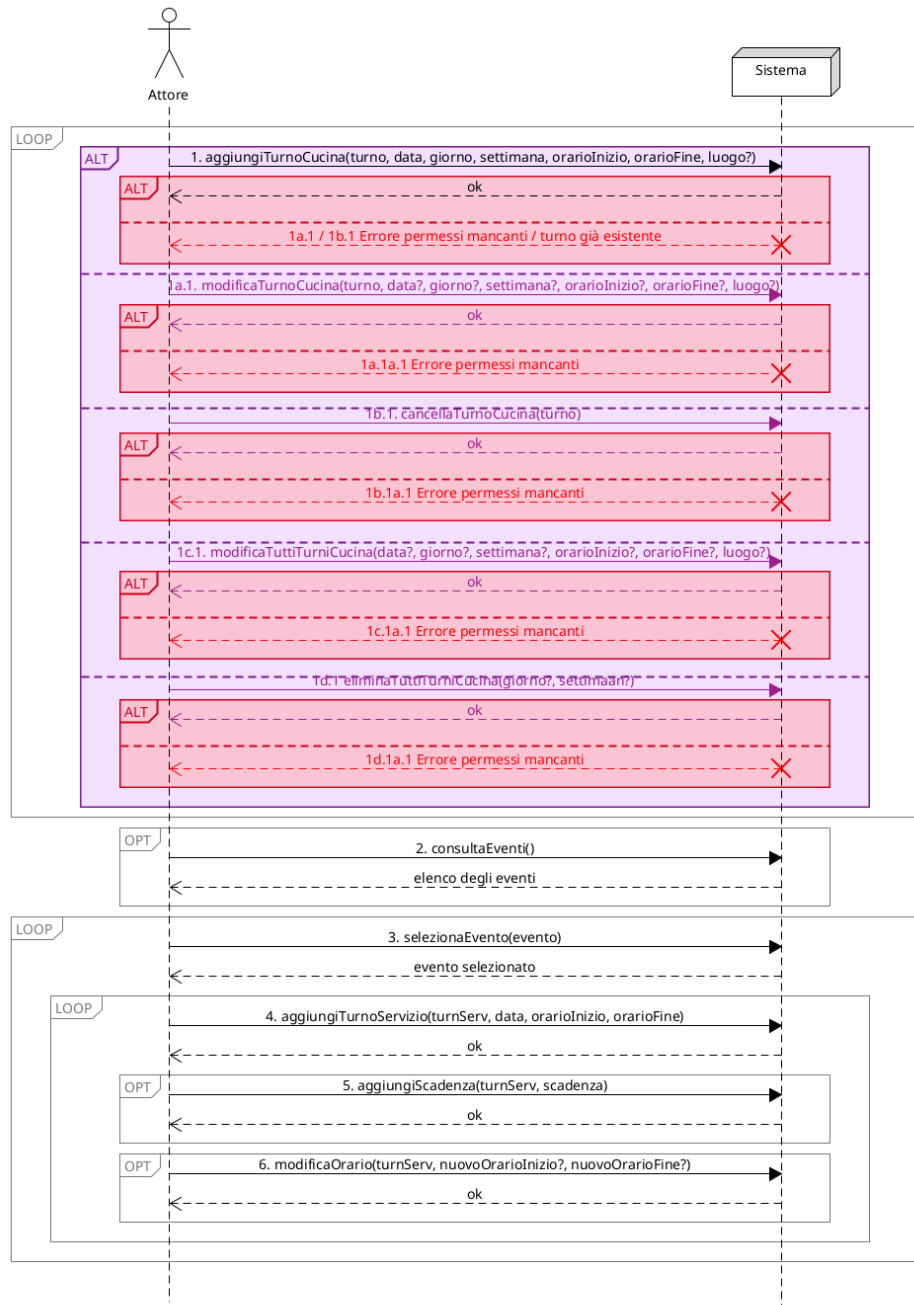 Attore
Sistema
LOOP
ALT
1. aggiungiTurnoCucina(turno, data, giorno, settimana, orarioInizio, orarioFine, luogo?)
ALT
ok
1a.1 / 1b.1 Errore permessi mancanti / turno già esistente
1a.1. modificaTurnoCucina(turno, data?, giorno?, settimana?, orarioInizio?, orarioFine?, luogo?)
ALT
ok
1a.1a.1 Errore permessi mancanti
1b.1. cancellaTurnoCucina(turno)
ALT
ok
1b.1a.1 Errore permessi mancanti
1c.1. modificaTuttiTurniCucina(data?, giorno?, settimana?, orarioInizio?, orarioFine?, luogo?)
ALT
ok
1c.1a.1 Errore permessi mancanti
1d.1 eliminaTuttiTurniCucina(giorno?, settimaan?)
ALT
ok
1d.1a.1 Errore permessi mancanti
OPT
2. consultaEventi()
elenco degli eventi
LOOP
3. selezionaEvento(evento)
evento selezionato
LOOP
4. aggiungiTurnoServizio(turnServ, data, orarioInizio, orarioFine)
ok
OPT
5. aggiungiScadenza(turnServ, scadenza)
ok
OPT
6. modificaOrario(turnServ, nuovoOrarioInizio?, nuovoOrarioFine?)
ok